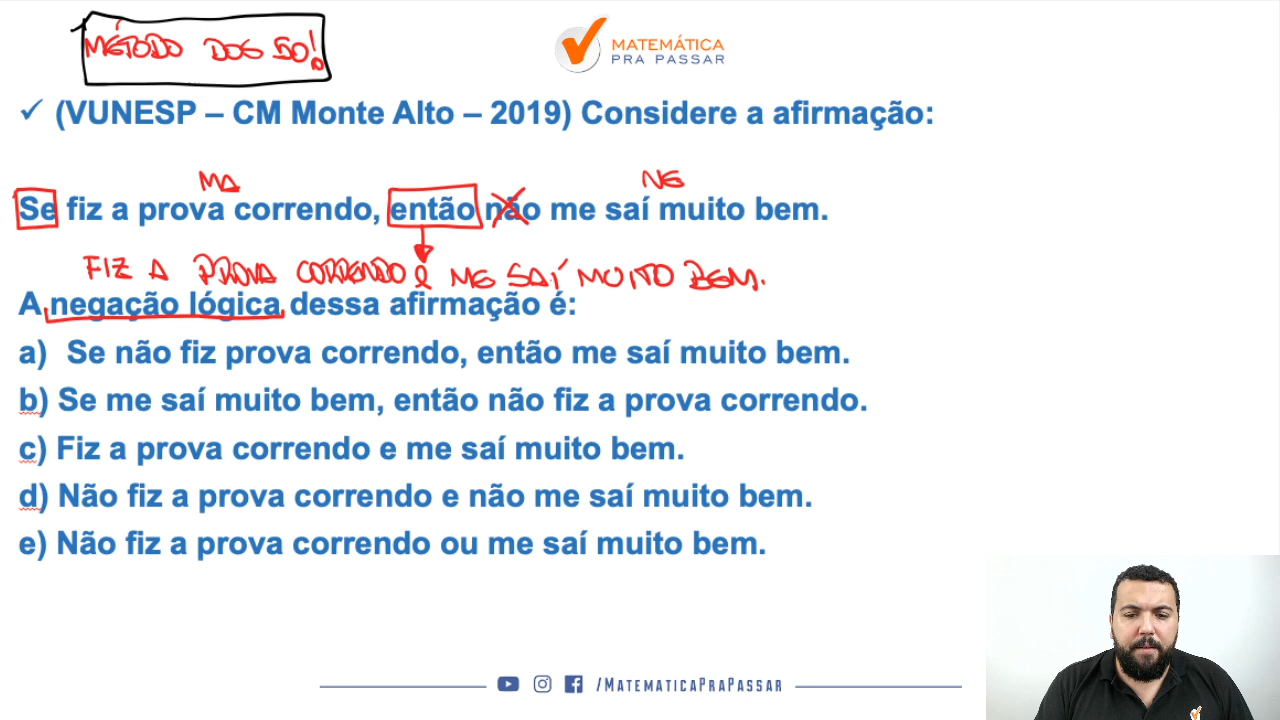 MÉTODO DOS 50!
MATEMÁTICA
PRA PASSAR
✓ (VUNESP – CM Monte Alto – 2019) Considere a afirmação:
MA NE
Se fiz a prova correndo, então não me saí muito bem.
FIZ A PROVA CORRENDO e ME SAÍ MUITO BEM.
A negação lógica dessa afirmação é:
a) Se não fiz prova correndo, então me saí muito bem.
b) Se me saí muito bem, então não fiz a prova correndo.
c) Fiz a prova correndo e me saí muito bem.
d) Não fiz a prova correndo e não me saí muito bem.
e) Não fiz a prova correndo ou me saí muito bem.
/MATEMATICAPRAPASSAR